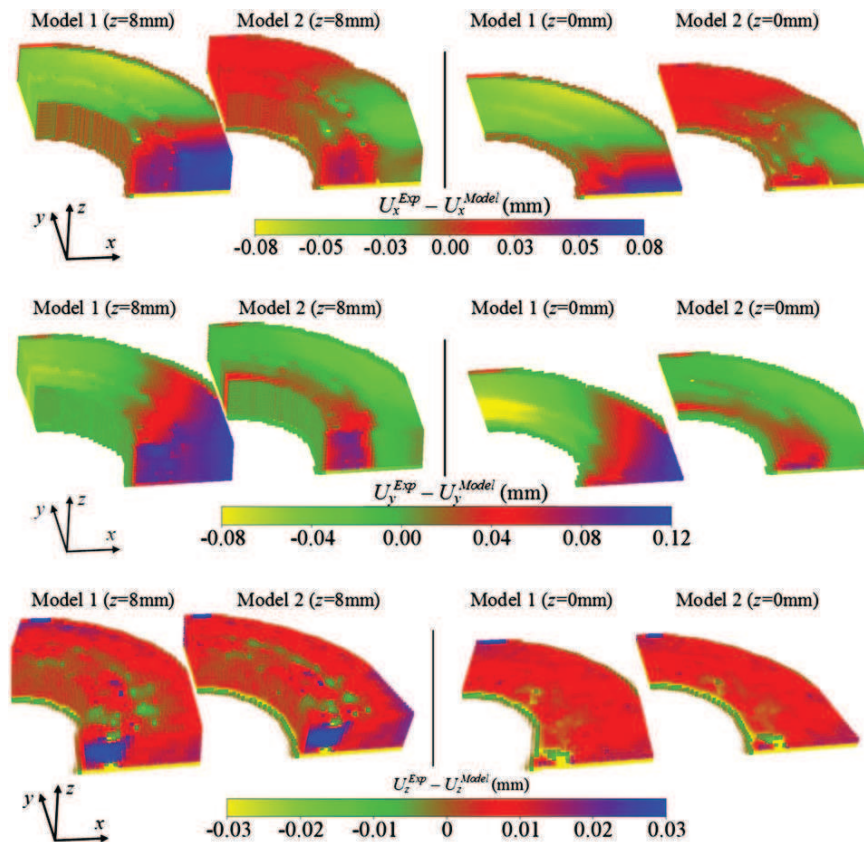 Model 1 (z=8mm) Model 2 (z=8mm) Model 1 (z=0mm) Model 2 (z=0mm)
y z x
U_x^Exp − U_x^Model (mm)
-0.08 -0.05 -0.03 0.00 0.03 0.05 0.08
Model 1 (z=8mm) Model 2 (z=8mm) Model 1 (z=0mm) Model 2 (z=0mm)
y z x
U_y^Exp − U_y^Model (mm)
-0.08 -0.04 0.00 0.04 0.08 0.12
Model 1 (z=8mm) Model 2 (z=8mm) Model 1 (z=0mm) Model 2 (z=0mm)
y z x
U_z^Exp − U_z^Model (mm)
-0.03 -0.02 -0.01 0 0.01 0.02 0.03